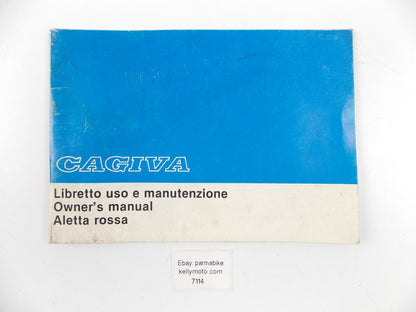 CAGIVA
Libretto uso e manutenzione
Owner's manual
Aletta rossa
Ebay: parmabike
kellymoto.com
7114